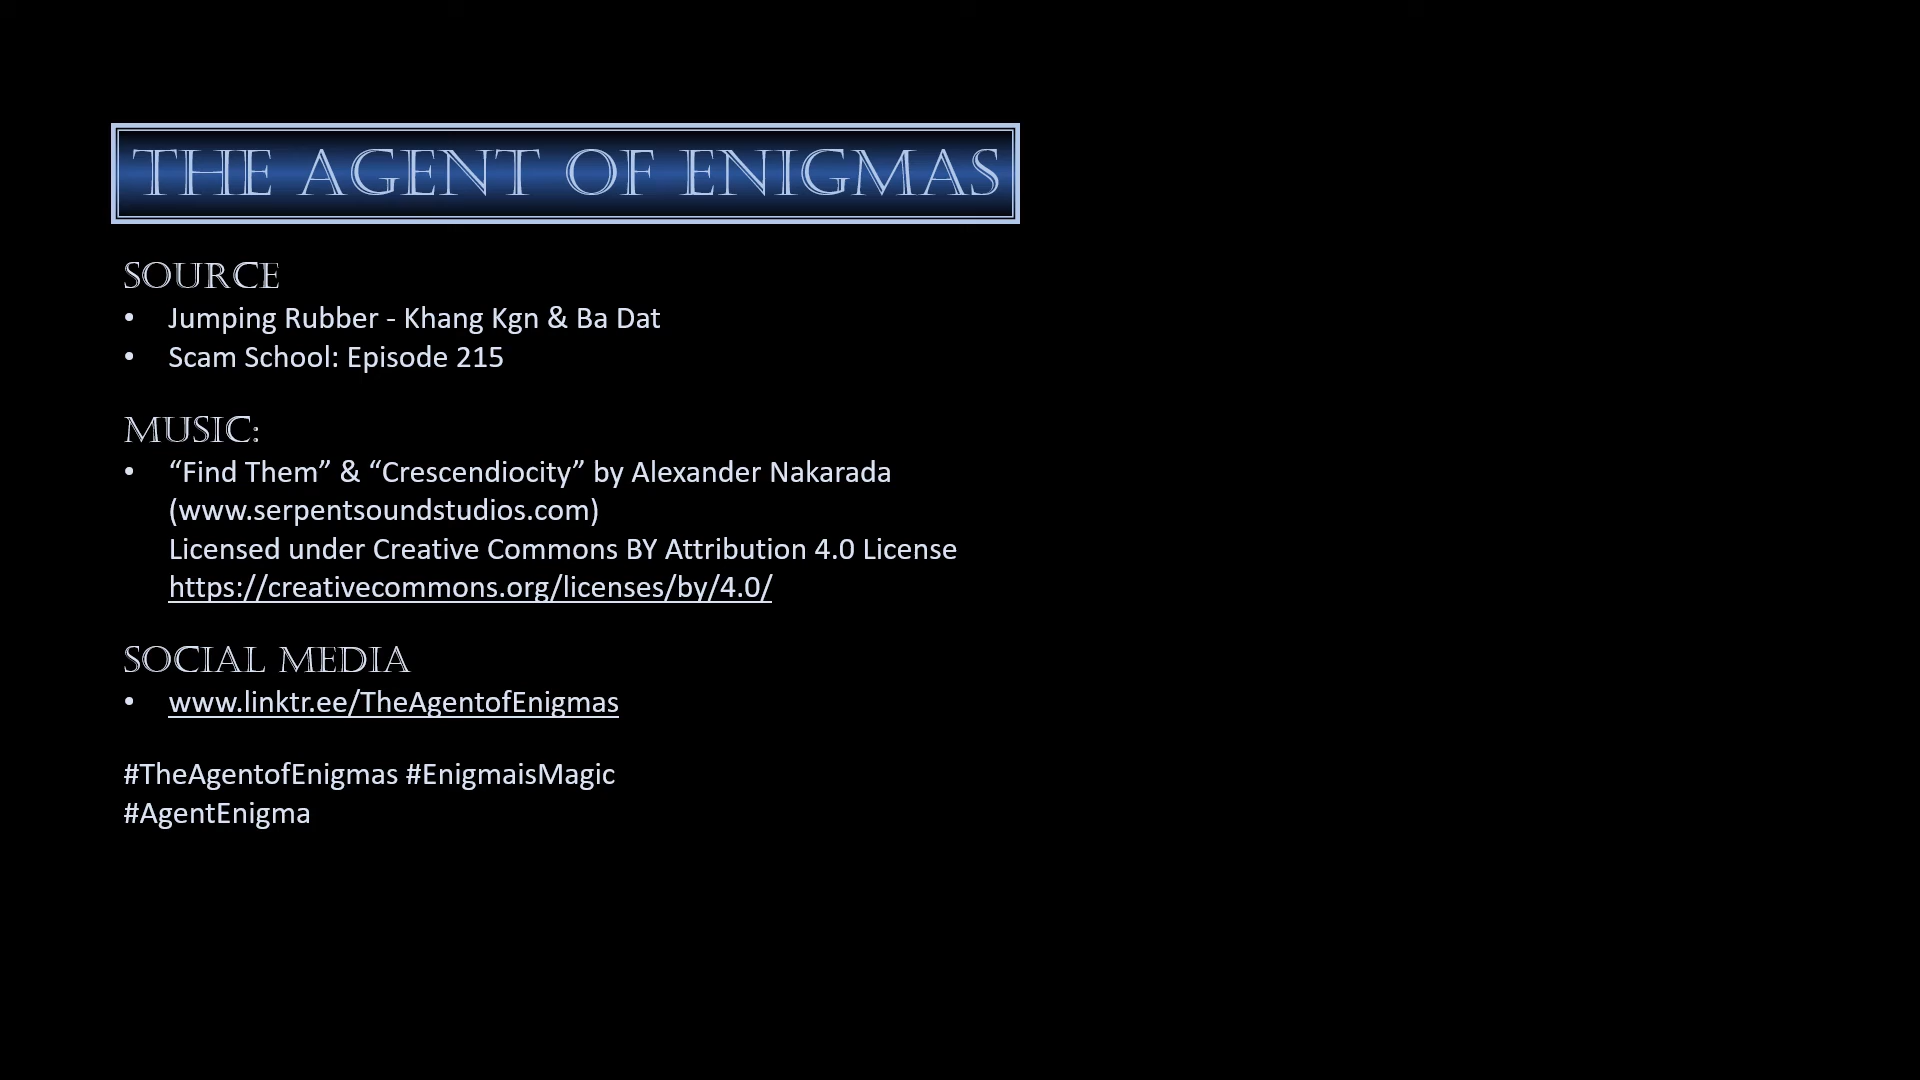 THE AGENT OF ENIGMAS
SOURCE
• Jumping Rubber - Khang Kgn & Ba Dat
• Scam School: Episode 215
MUSIC:
• “Find Them” & “Crescendiocity” by Alexander Nakarada
(www.serpentsoundstudios.com)
Licensed under Creative Commons BY Attribution 4.0 License
https://creativecommons.org/licenses/by/4.0/
SOCIAL MEDIA
• www.linktr.ee/TheAgentofEnigmas
#TheAgentofEnigmas #EnigmaisMagic
#AgentEnigma